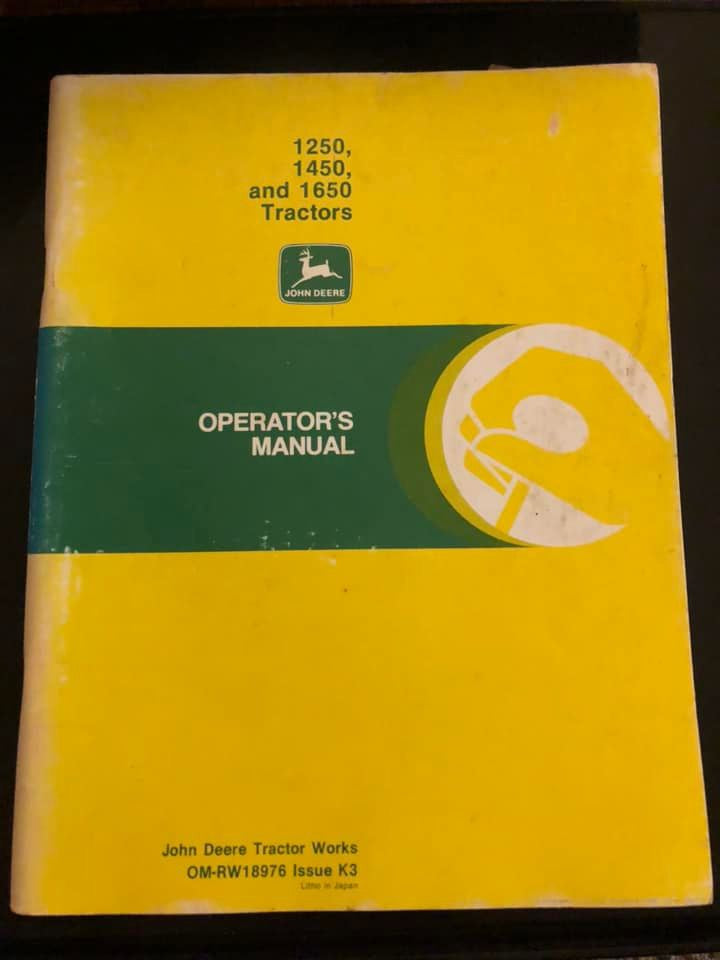 1250,
1450,
and 1650
Tractors
JOHN DEERE
OPERATOR'S
MANUAL
John Deere Tractor Works
OM-RW18976 Issue K3
Litho in Japan